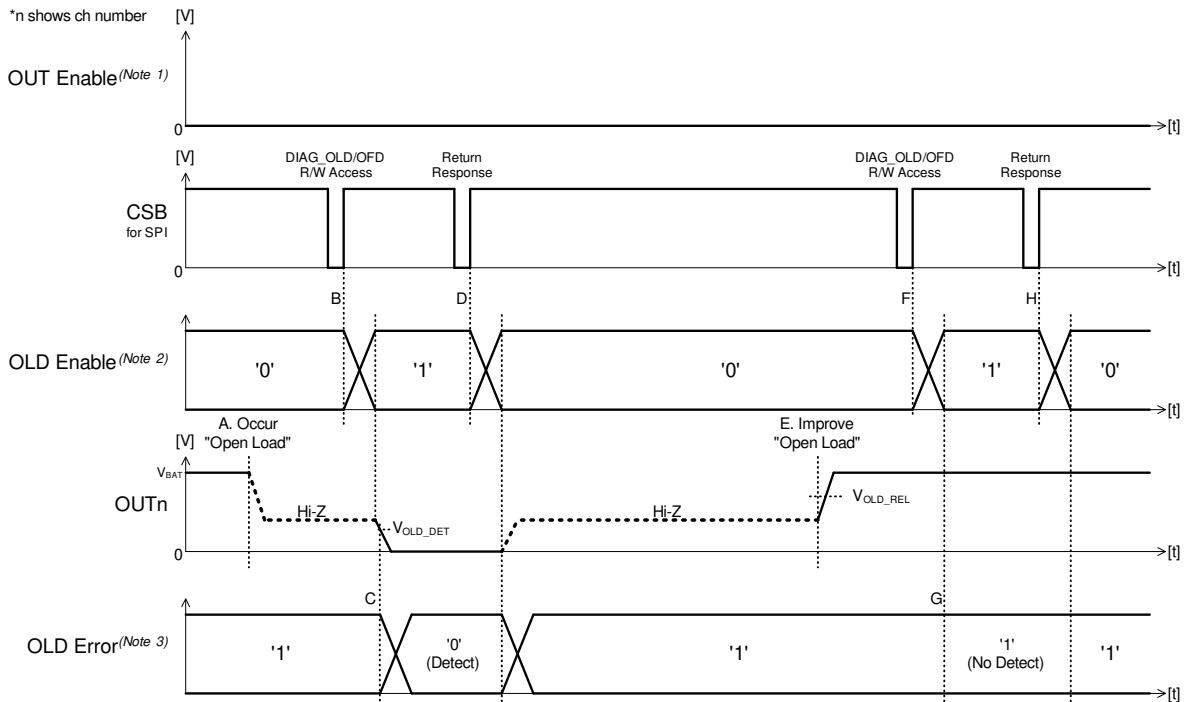 *n shows ch number
[V]
OUT Enable(Note 1)
0
[t]
[V]
DIAG_OLD/OFD
R/W Access
Return
Response
DIAG_OLD/OFD
R/W Access
Return
Response
CSB
for SPI
0
[t]
B
D
F
H
OLD Enable(Note 2)
'0'
'1'
'0'
'1'
'0'
[t]
A. Occur
"Open Load"
E. Improve
"Open Load"
[V]
VBAT
OUTn
Hi-Z
VOLD_DET
Hi-Z
VOLD_REL
0
[t]
C
G
OLD Error(Note 3)
'1'
'0'
(Detect)
'1'
'1'
(No Detect)
'1'
[t]